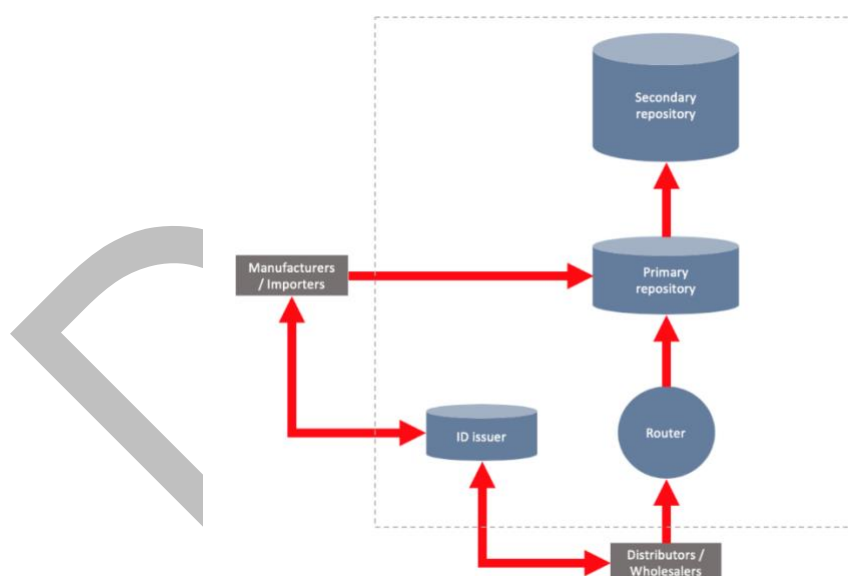 Secondary
repository
Manufacturers
/ Importers
Primary
repository
ID issuer
Router
Distributors /
Wholesalers